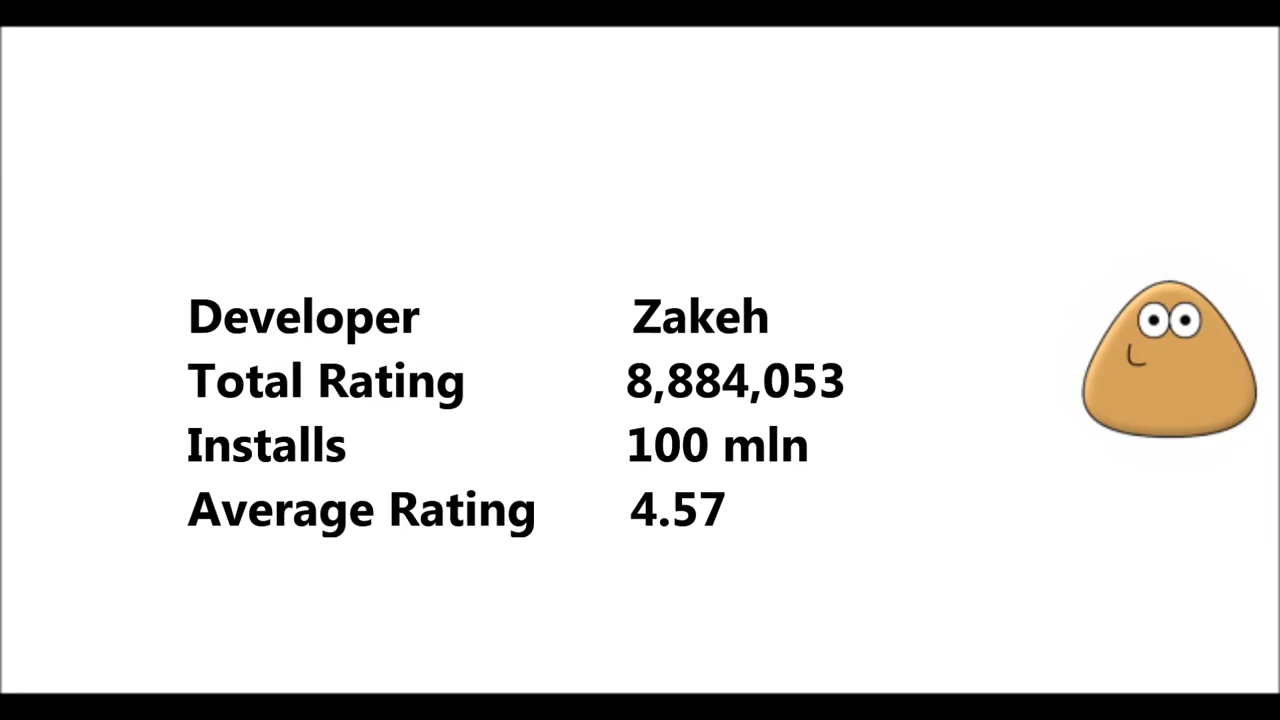 Developer Zakeh
Total Rating 8,884,053
Installs 100 mln
Average Rating 4.57